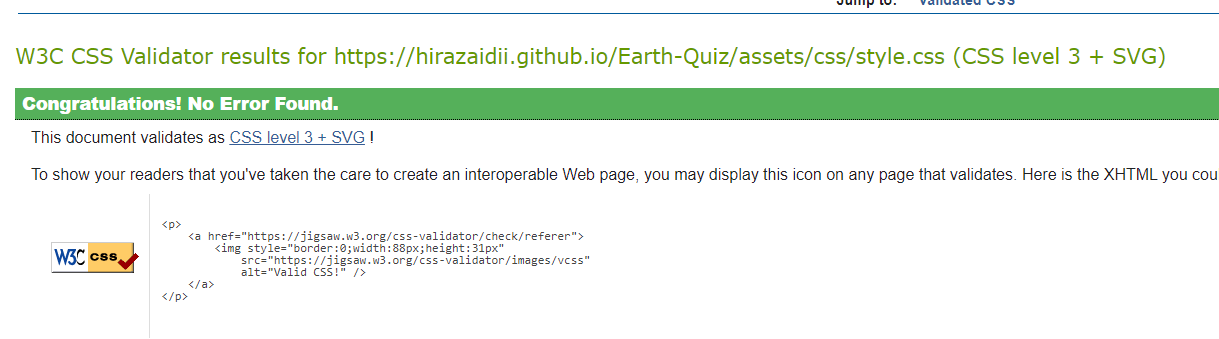 Jump to: Validated CSS
W3C CSS Validator results for https://hirazaidii.github.io/Earth-Quiz/assets/css/style.css (CSS level 3 + SVG)
Congratulations! No Error Found.
This document validates as CSS level 3 + SVG !
To show your readers that you've taken the care to create an interoperable Web page, you may display this icon on any page that validates. Here is the XHTML you cou
W3C css
<p>
<a href="https://jigsaw.w3.org/css-validator/check/referer">
<img style="border:0;width:88px;height:31px"
src="https://jigsaw.w3.org/css-validator/images/vcss"
alt="Valid CSS!" />
</a>
</p>